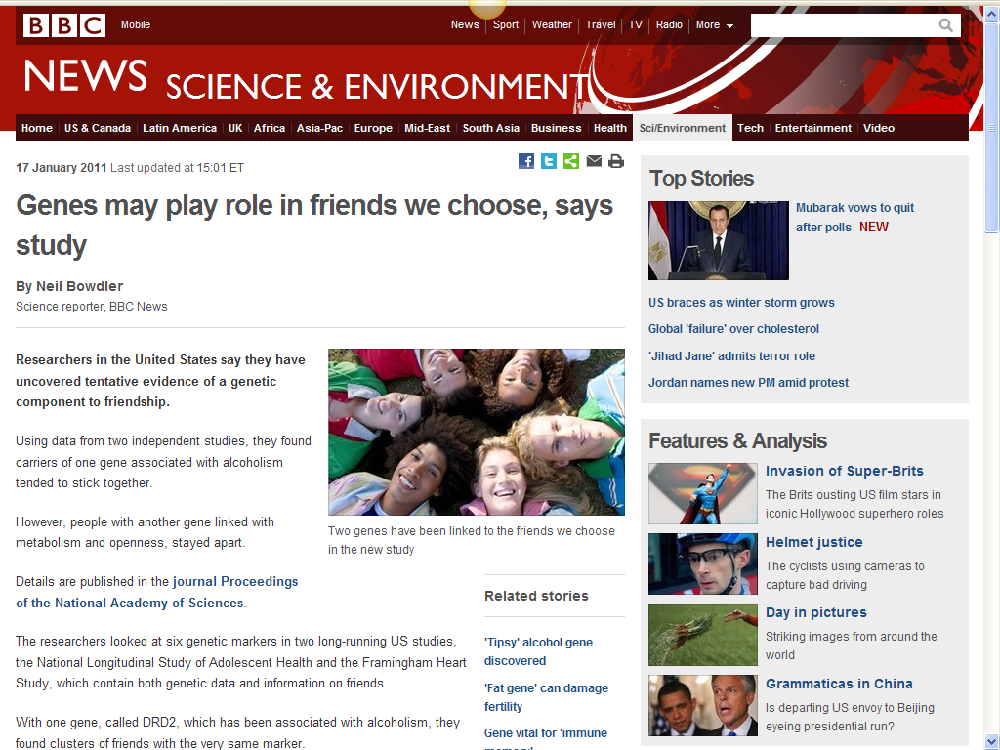 BBC
Mobile
News
Sport
Weather
Travel
TV
Radio
More
NEWS SCIENCE & ENVIRONMENT
Home
US & Canada
Latin America
UK
Africa
Asia-Pac
Europe
Mid-East
South Asia
Business
Health
Sci/Environment
Tech
Entertainment
Video
17 January 2011 Last updated at 15:01 ET
Genes may play role in friends we choose, says
study
By Neil Bowdler
Science reporter, BBC News
Researchers in the United States say they have
uncovered tentative evidence of a genetic
component to friendship.
Using data from two independent studies, they found
carriers of one gene associated with alcoholism
tended to stick together.
However, people with another gene linked with
metabolism and openness, stayed apart.
Details are published in the journal Proceedings
of the National Academy of Sciences.
The researchers looked at six genetic markers in two long-running US studies,
the National Longitudinal Study of Adolescent Health and the Framingham Heart
Study, which contain both genetic data and information on friends.
With one gene, called DRD2, which has been associated with alcoholism, they
found clusters of friends with the very same marker.
Two genes have been linked to the friends we choose
in the new study
Related stories
'Tipsy' alcohol gene
discovered
'Fat gene' can damage
fertility
Gene vital for 'immune
memory'
Top Stories
Mubarak vows to quit
after polls NEW
US braces as winter storm grows
Global 'failure' over cholesterol
'Jihad Jane' admits terror role
Jordan names new PM amid protest
Features & Analysis
Invasion of Super-Brits
The Brits ousting US film stars in
iconic Hollywood superhero roles
Helmet justice
The cyclists using cameras to
capture bad driving
Day in pictures
Striking images from around the
world
Grammaticas in China
Is departing US envoy to Beijing
eyeing presidential run?